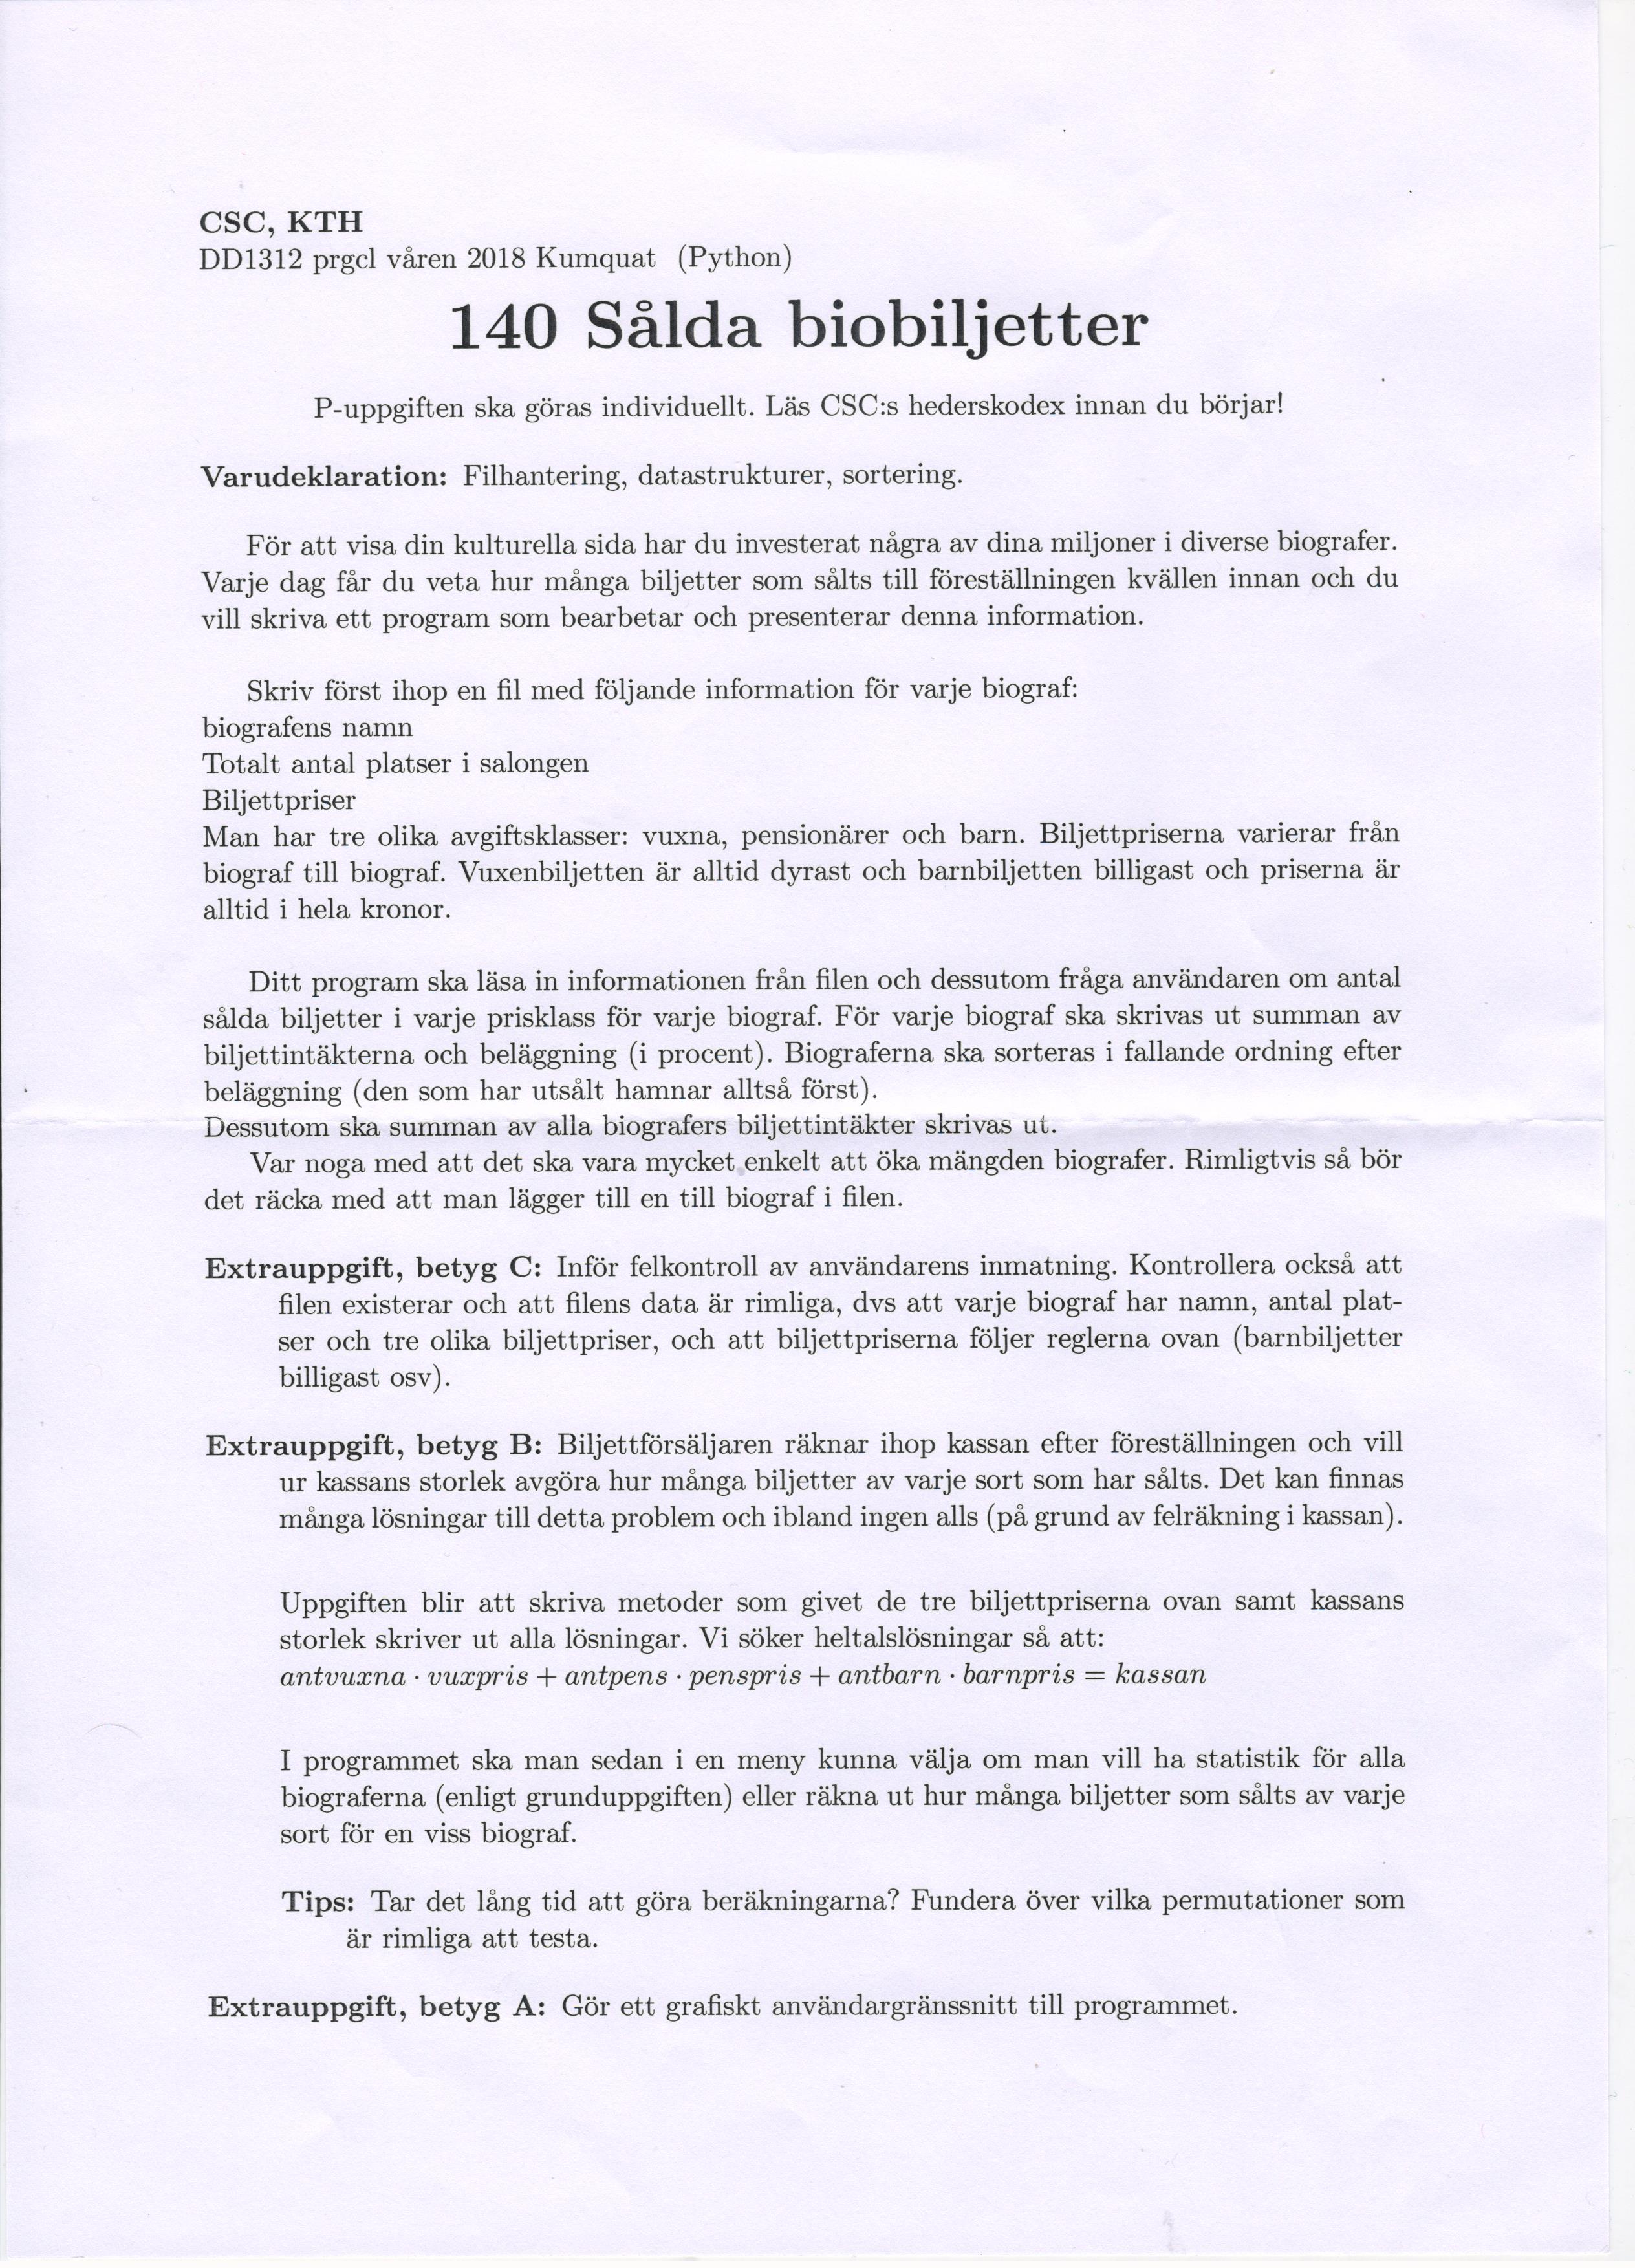 CSC, KTH
DD1312 prgcl våren 2018 Kumquat (Python)
140 Sålda biobiljetter
P-uppgiften ska göras individuellt. Läs CSC:s hederskodex innan du börjar!
Varudeklaration: Filhantering, datastrukturer, sortering.
För att visa din kulturella sida har du investerat några av dina miljoner i diverse biografer.
Varje dag får du veta hur många biljetter som sålts till föreställningen kvällen innan och du
vill skriva ett program som bearbetar och presenterar denna information.
Skriv först ihop en fil med följande information för varje biograf:
biografens namn
Totalt antal platser i salongen
Biljettpriser
Man har tre olika avgiftsklasser: vuxna, pensionärer och barn. Biljettpriserna varierar från
biograf till biograf. Vuxenbiljetten är alltid dyrast och barnbiljetten billigast och priserna är
alltid i hela kronor.
Ditt program ska läsa in informationen från filen och dessutom fråga användaren om antal
sålda biljetter i varje prisklass för varje biograf. För varje biograf ska skrivas ut summan av
biljettintäkterna och beläggning (i procent). Biograferna ska sorteras i fallande ordning efter
beläggning (den som har utsålt hamnar alltså först).
Dessutom ska summan av alla biografers biljettintäkter skrivas ut.
Var noga med att det ska vara mycket enkelt att öka mängden biografer. Rimligtvis så bör
det räcka med att man lägger till en till biograf i filen.
Extrauppgift, betyg C: Inför felkontroll av användarens inmatning. Kontrollera också att
filen existerar och att filens data är rimliga, dvs att varje biograf har namn, antal plat-
ser och tre olika biljettpriser, och att biljettpriserna följer reglerna ovan (barnbiljetter
billigast osv).
Extrauppgift, betyg B: Biljettförsäljaren räknar ihop kassan efter föreställningen och vill
ur kassans storlek avgöra hur många biljetter av varje sort som har sålts. Det kan finnas
många lösningar till detta problem och ibland ingen alls (på grund av felräkning i kassan).
Uppgiften blir att skriva metoder som givet de tre biljettpriserna ovan samt kassans
storlek skriver ut alla lösningar. Vi söker heltalslösningar så att:
antvuxna · vuxpris + antpens · penspris + antbarn · barnpris = kassan
I programmet ska man sedan i en meny kunna välja om man vill ha statistik för alla
biograferna (enligt grunduppgiften) eller räkna ut hur många biljetter som sålts av varje
sort för en viss biograf.
Tips: Tar det lång tid att göra beräkningarna? Fundera över vilka permutationer som
är rimliga att testa.
Extrauppgift, betyg A: Gör ett grafiskt användargränssnitt till programmet.